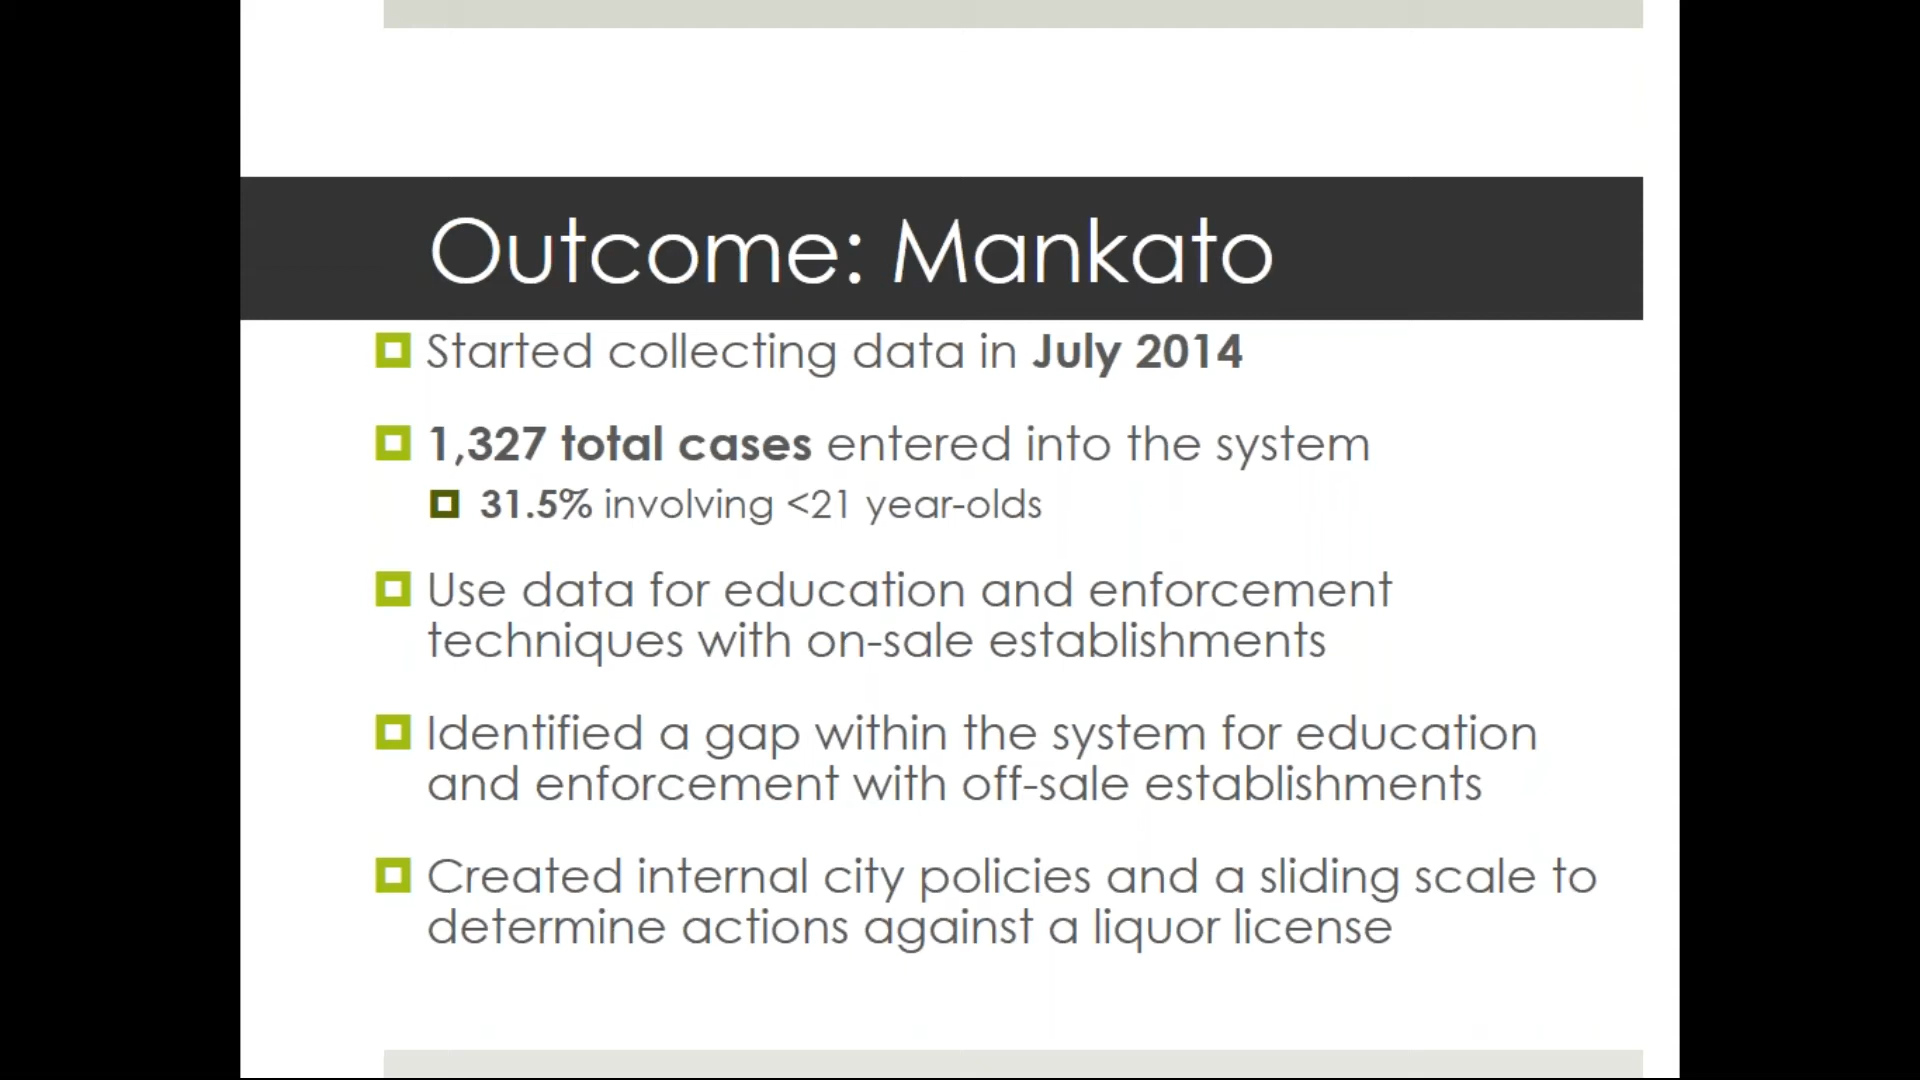 Outcome: Mankato
Started collecting data in July 2014
1,327 total cases entered into the system
31.5% involving <21 year-olds
Use data for education and enforcement
techniques with on-sale establishments
Identified a gap within the system for education
and enforcement with off-sale establishments
Created internal city policies and a sliding scale to
determine actions against a liquor license